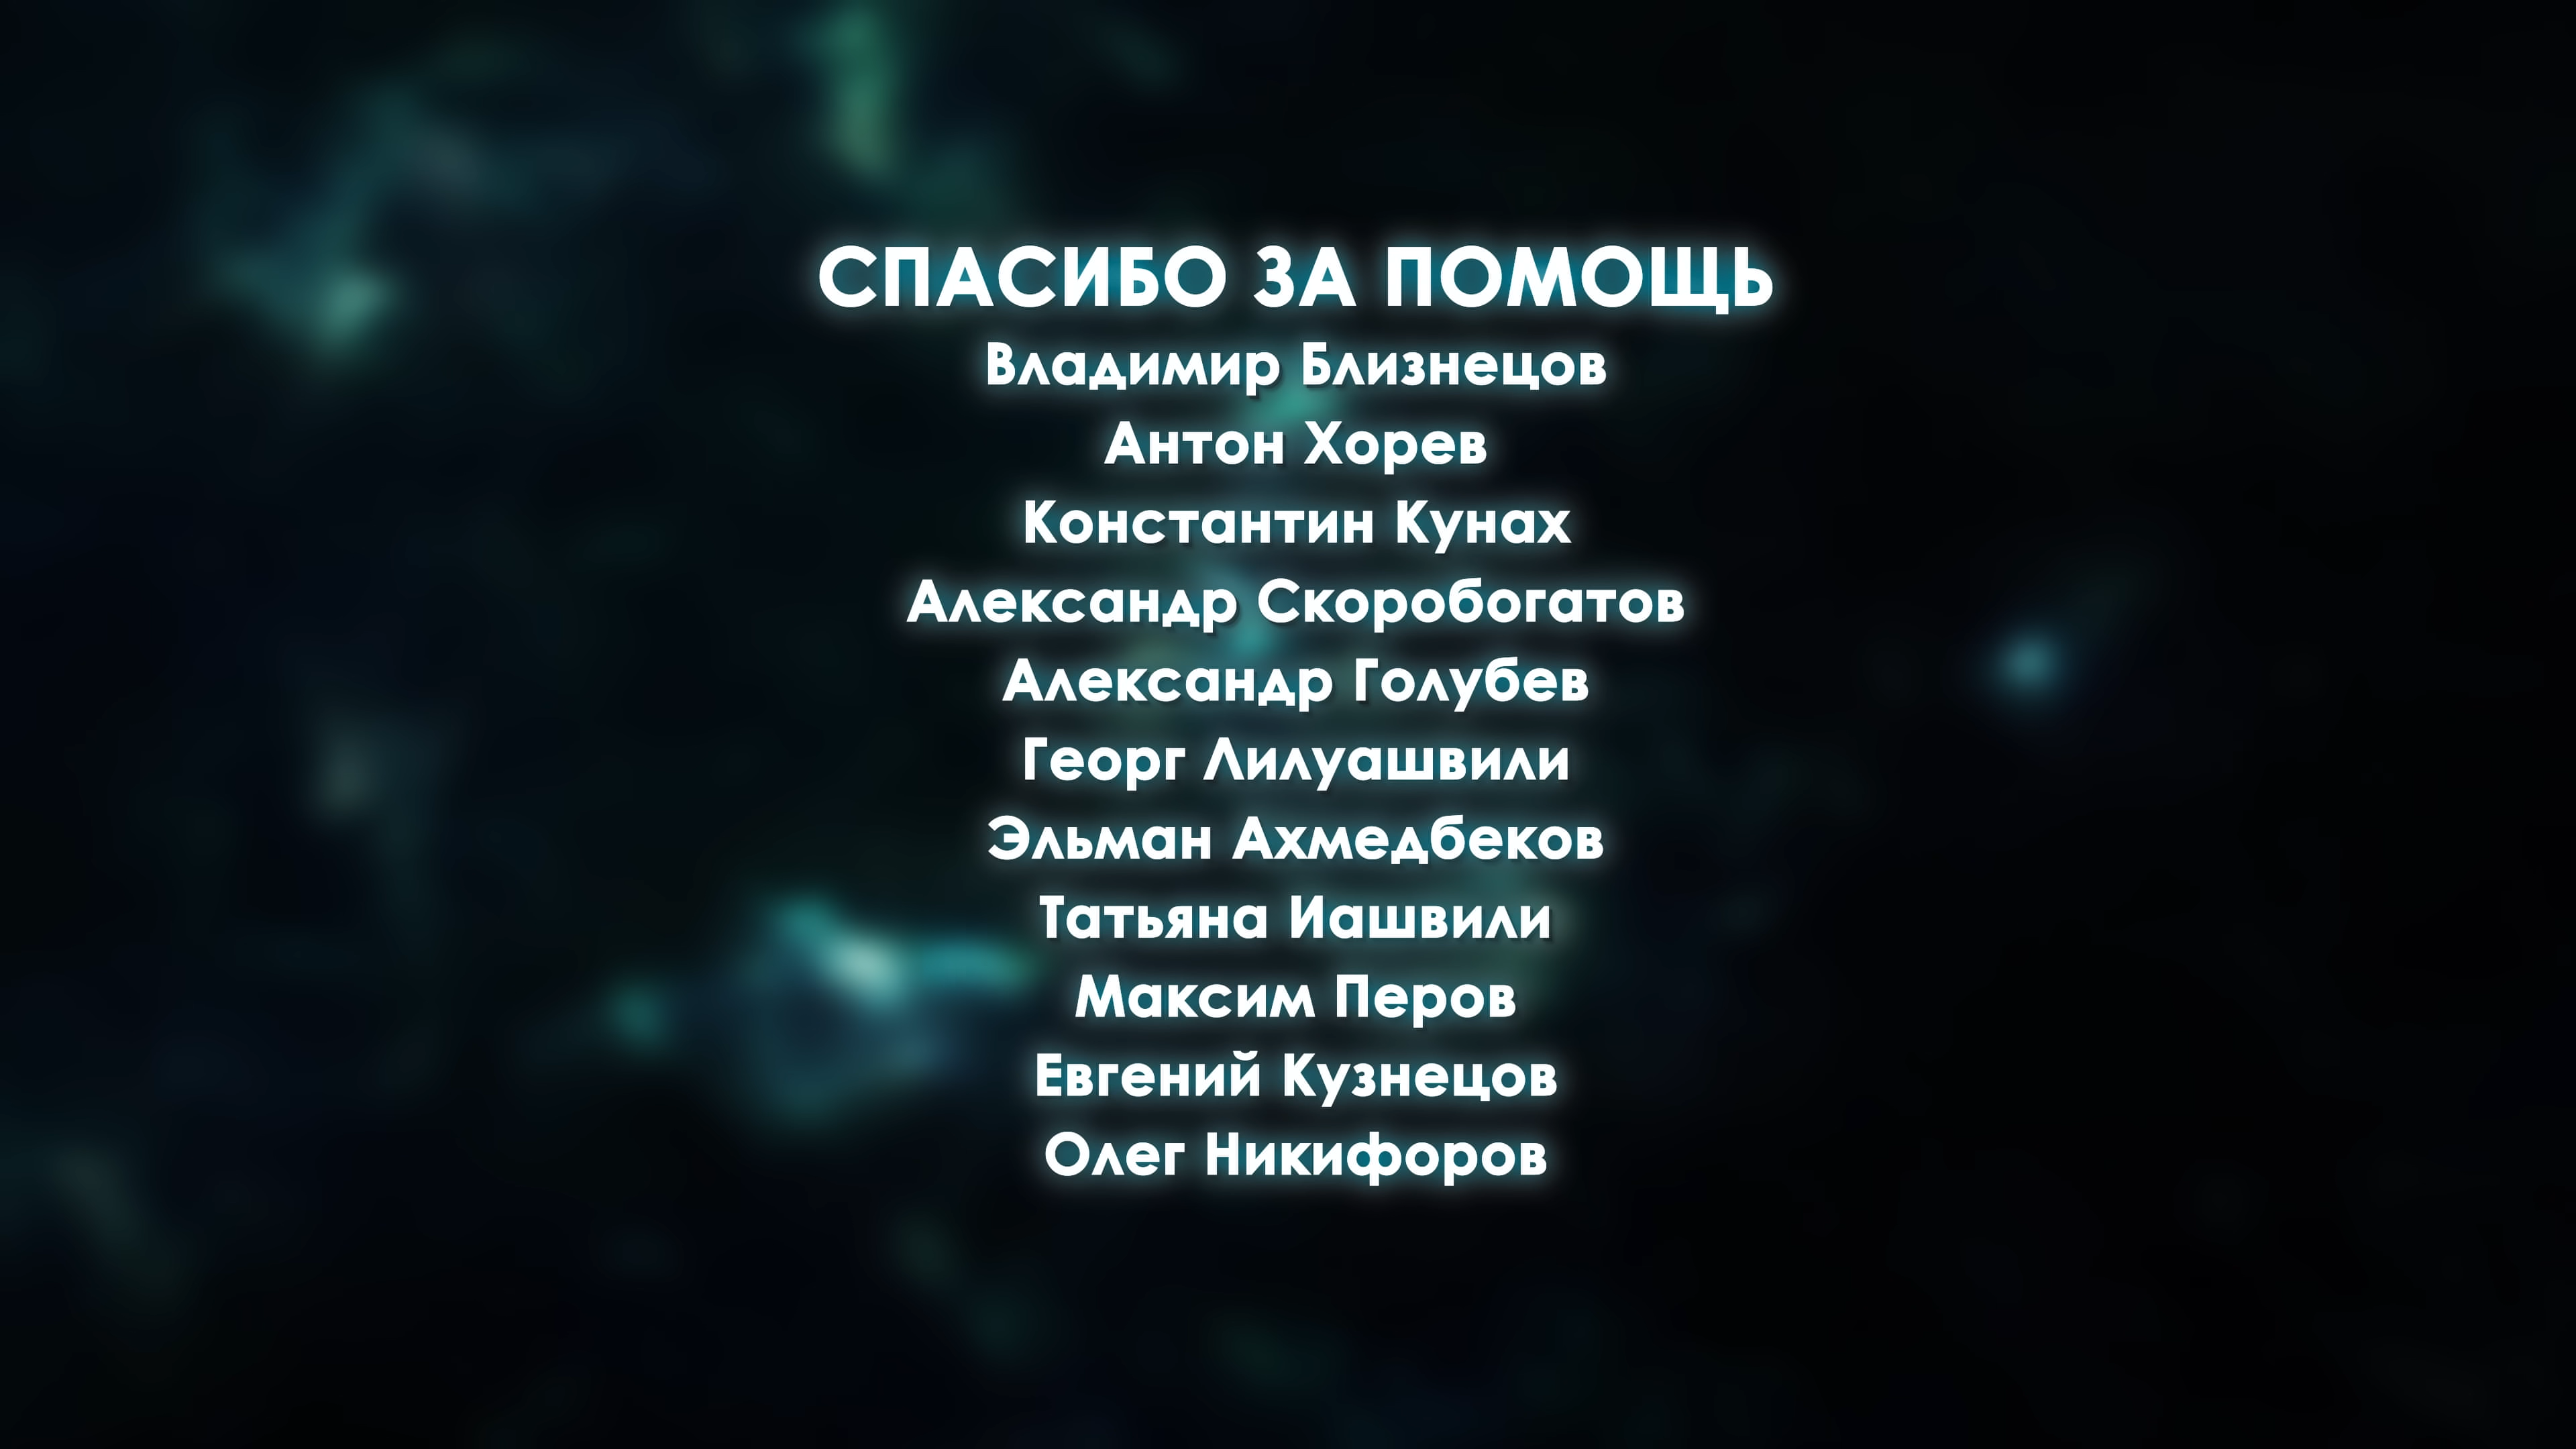 СПАСИБО ЗА ПОМОЩЬ
Владимир Близнецов
Антон Хорев
Константин Кунах
Александр Скоробогатов
Александр Голубев
Георг Лилуашвили
Эльман Ахмедбеков
Татьяна Иашвили
Максим Перов
Евгений Кузнецов
Олег Никифоров